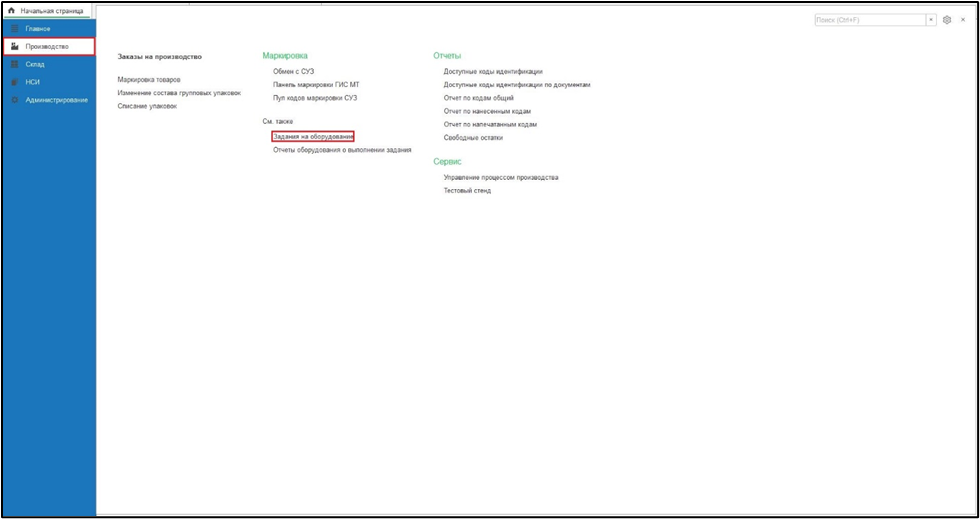 Начальная страница
Поиск (Ctrl+F)
Главное
Производство
Склад
НСИ
Администрирование
Заказы на производство
Маркировка товаров
Изменение состава групповых упаковок
Списание упаковок
Маркировка
Обмен с СУЗ
Панель маркировки ГИС МТ
Пул кодов маркировки СУЗ
См. также
Задания на оборудование
Отчеты оборудования о выполнении задания
Отчеты
Доступные коды идентификации
Доступные коды идентификации по документам
Отчет по кодам общий
Отчет по нанесенным кодам
Отчет по напечатанным кодам
Свободные остатки
Сервис
Управление процессом производства
Тестовый стенд